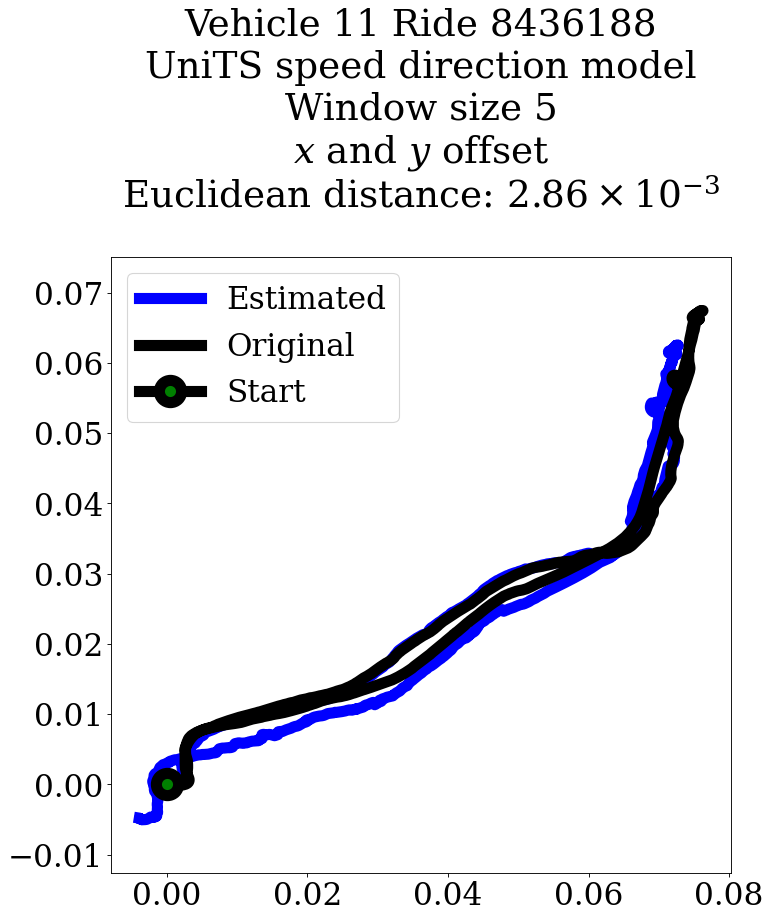 Vehicle 11 Ride 8436188
UniTS speed direction model
Window size 5
x and y offset
Euclidean distance: 2.86 × 10⁻³
Estimated
Original
Start
0.07
0.06
0.05
0.04
0.03
0.02
0.01
0.00
−0.01
0.00 0.02 0.04 0.06 0.08